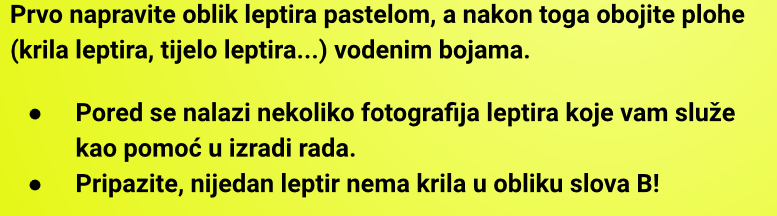 Prvo napravite oblik leptira pastelom, a nakon toga obojite plohe
(krila leptira, tijelo leptira...) vodenim bojama.
● Pored se nalazi nekoliko fotografija leptira koje vam služe
kao pomoć u izradi rada.
● Pripazite, nijedan leptir nema krila u obliku slova B!